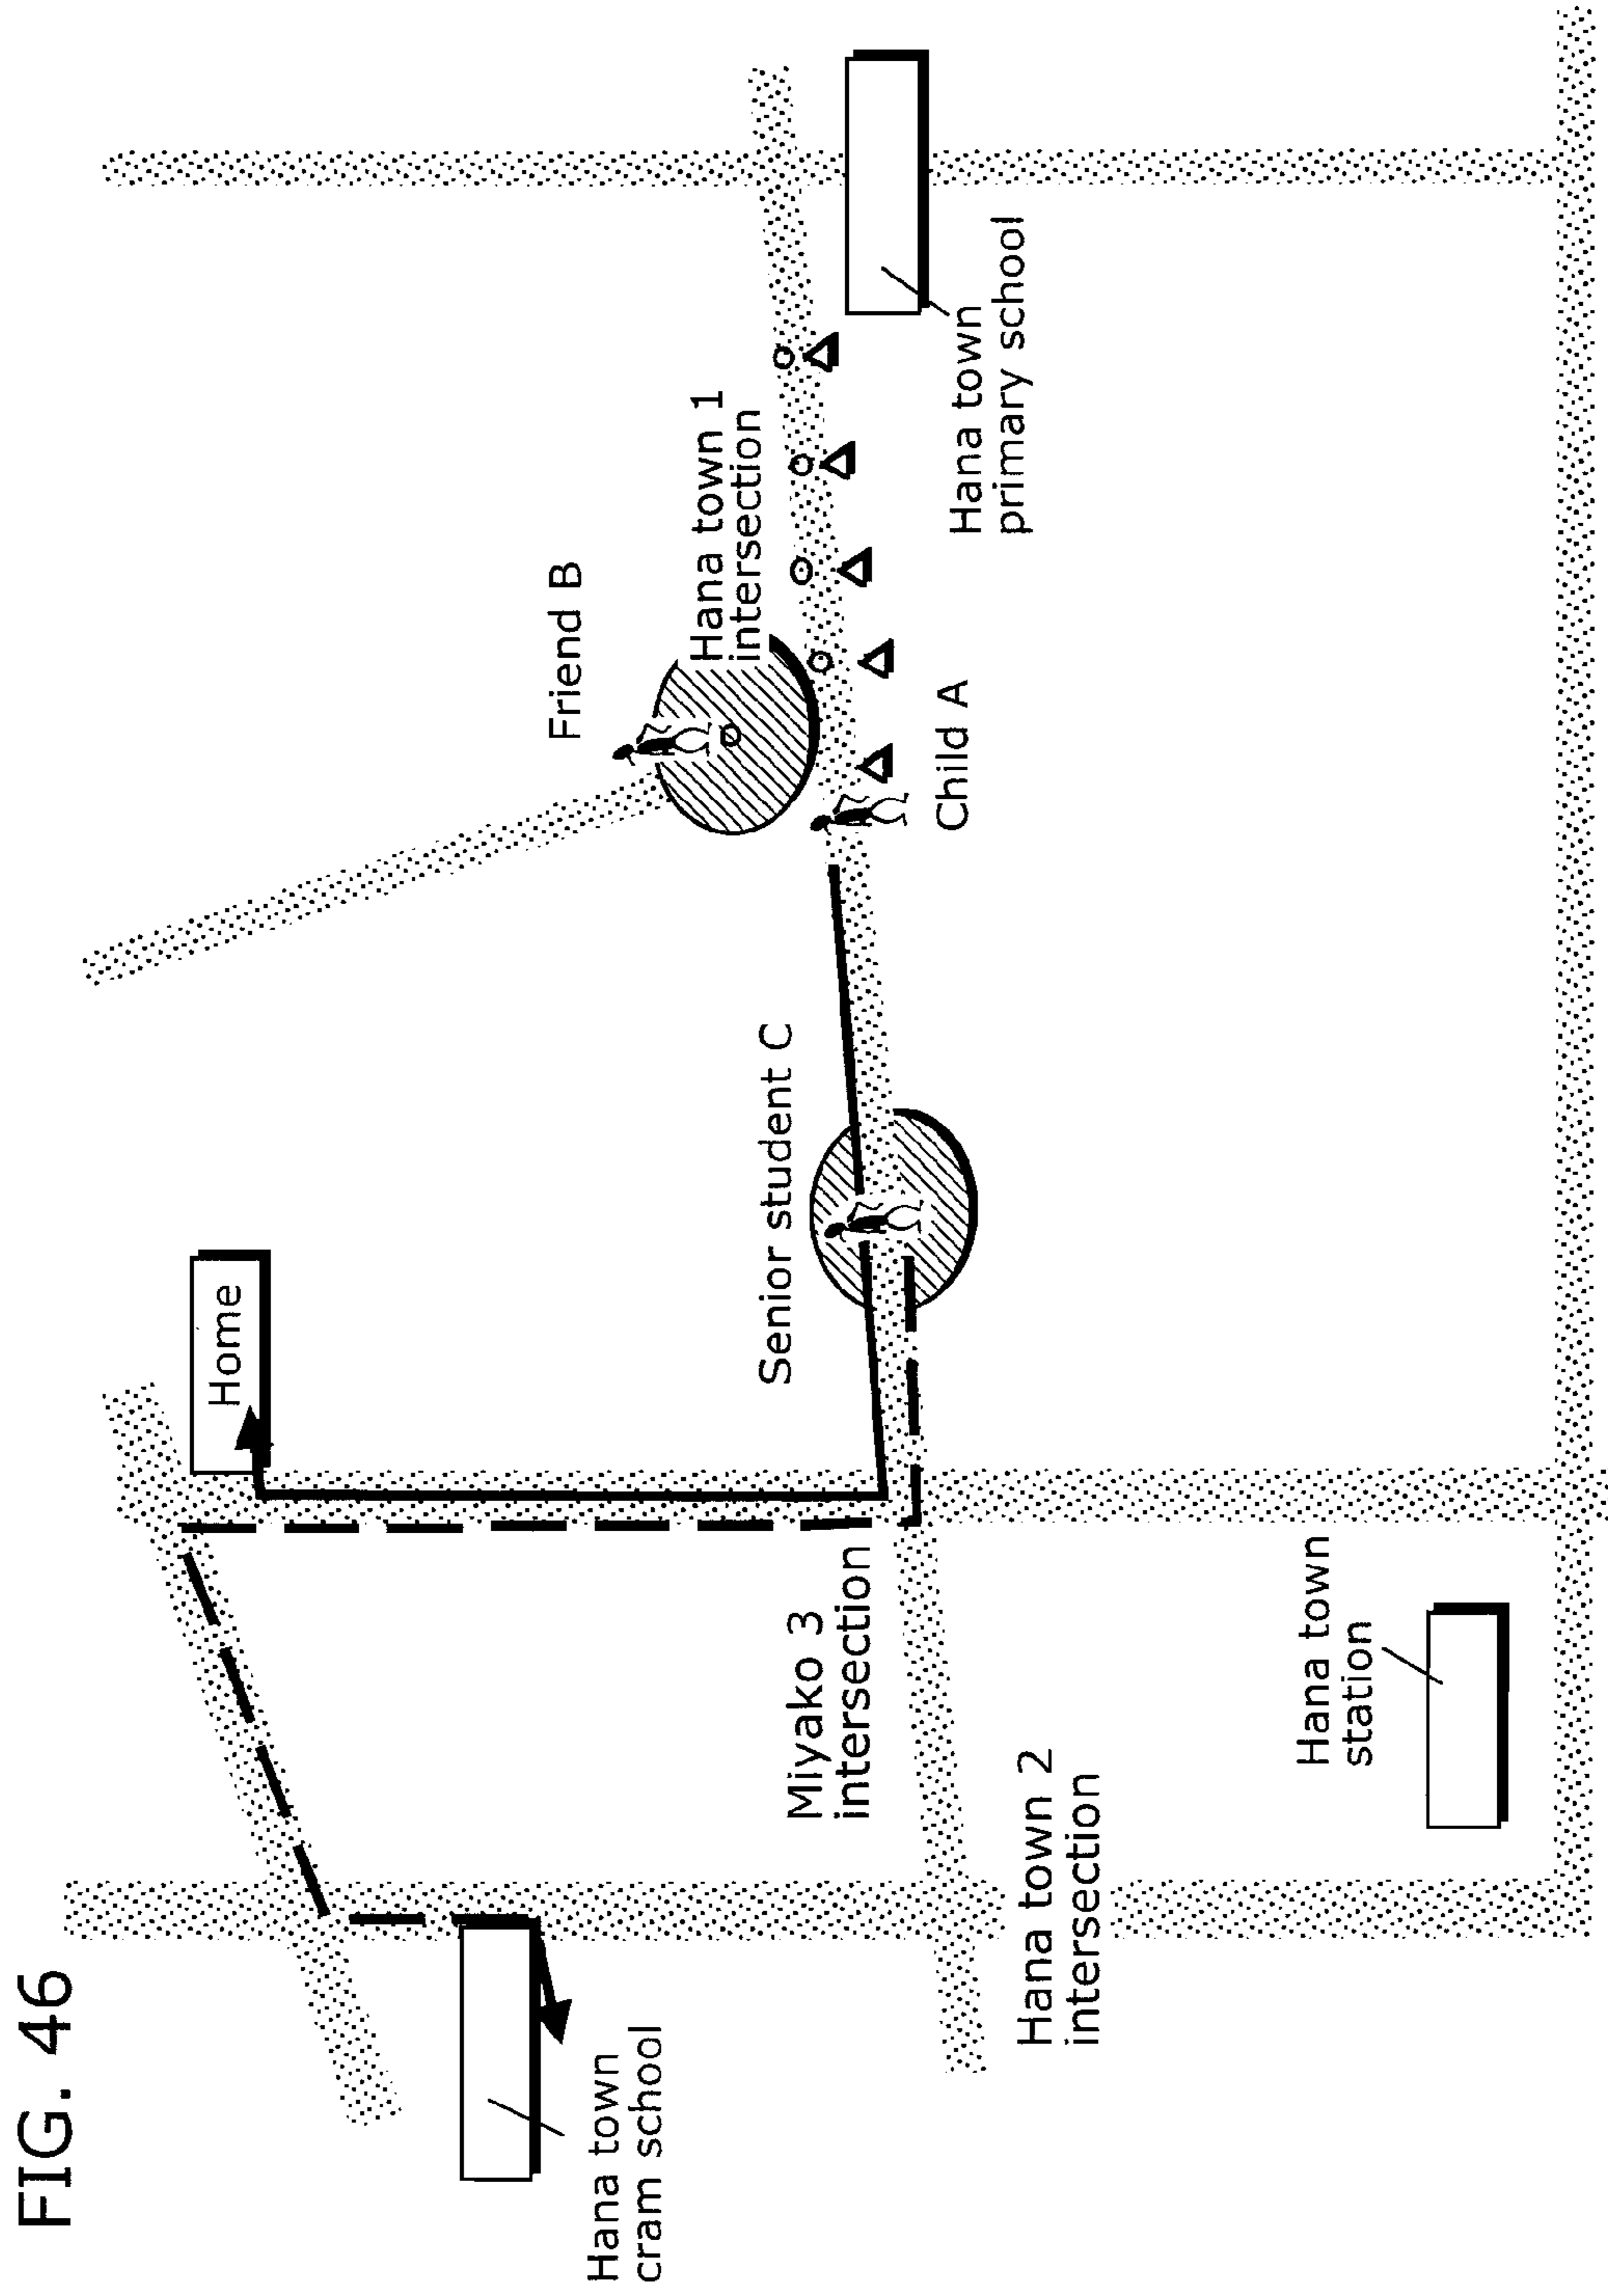 FIG. 46
Home
Friend B
Hana town 1
intersection
Senior student C
Child A
Hana town
primary school
Miyako 3
intersection
Hana town
cram school
Hana town 2
intersection
Hana town
station